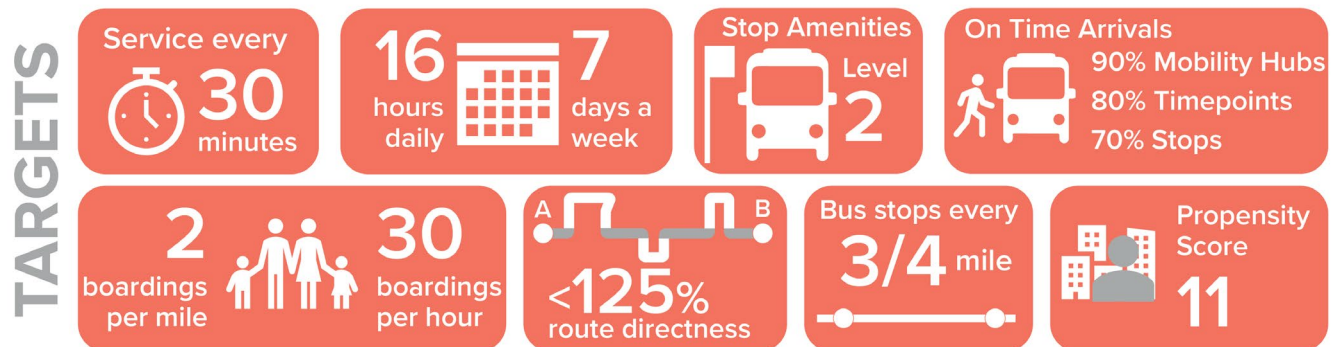 TARGETS
Service every
30
minutes
16
hours
daily
7
days a
week
Stop Amenities
Level
2
On Time Arrivals
90% Mobility Hubs
80% Timepoints
70% Stops
2
boardings
per mile
30
boardings
per hour
A B
<125%
route directness
Bus stops every
3/4 mile
Propensity
Score
11